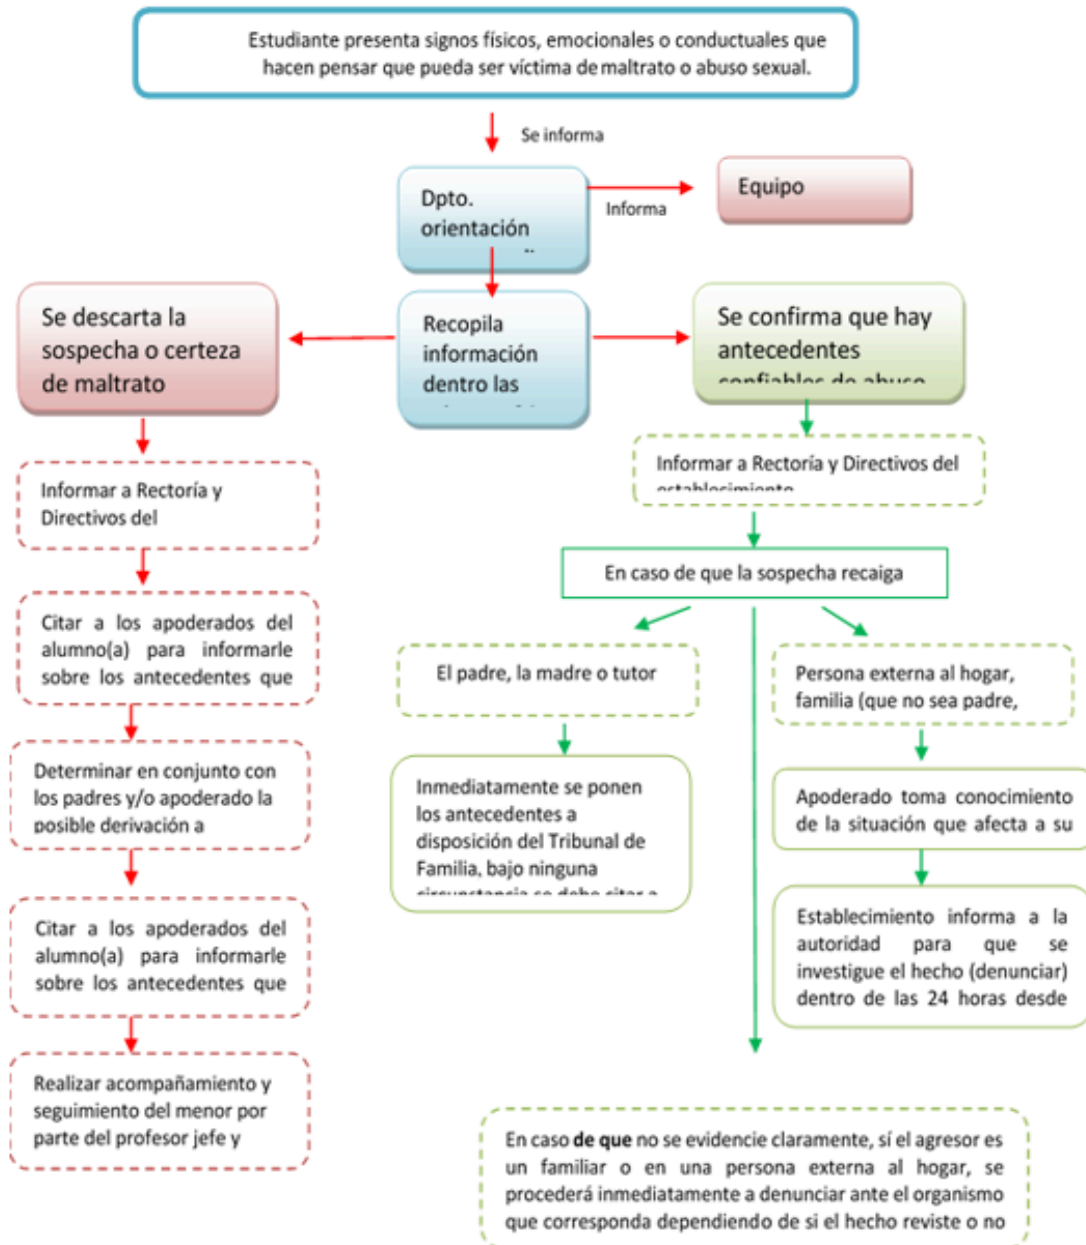 Estudiante presenta signos físicos, emocionales o conductuales que
hacen pensar que pueda ser víctima de maltrato o abuso sexual.
Se informa
Dpto.
orientación
Informa
Equipo
Se descarta la
sospecha o certeza
de maltrato
Recopila
información
dentro las
Se confirma que hay
antecedentes
confiables de abuso
Informar a Rectoría y
Directivos del
Informar a Rectoría y Directivos del
establecimiento
En caso de que la sospecha recaiga
Citar a los apoderados del
alumno(a) para informarle
sobre los antecedentes que
El padre, la madre o tutor
Persona externa al hogar,
familia (que no sea padre,
Determinar en conjunto con
los padres y/o apoderado la
posible derivación a
Inmediatamente se ponen
los antecedentes a
disposición del Tribunal de
Familia, bajo ninguna
circunstancia se debe citar a
Apoderado toma conocimiento
de la situación que afecta a su
Citar a los apoderados del
alumno(a) para informarle
sobre los antecedentes que
Establecimiento informa a la
autoridad para que se
investigue el hecho (denunciar)
dentro de las 24 horas desde
Realizar acompañamiento y
seguimiento del menor por
parte del profesor jefe y
En caso de que no se evidencie claramente, sí el agresor es
un familiar o en una persona externa al hogar, se
procederá inmediatamente a denunciar ante el organismo
que corresponda dependiendo de si el hecho reviste o no